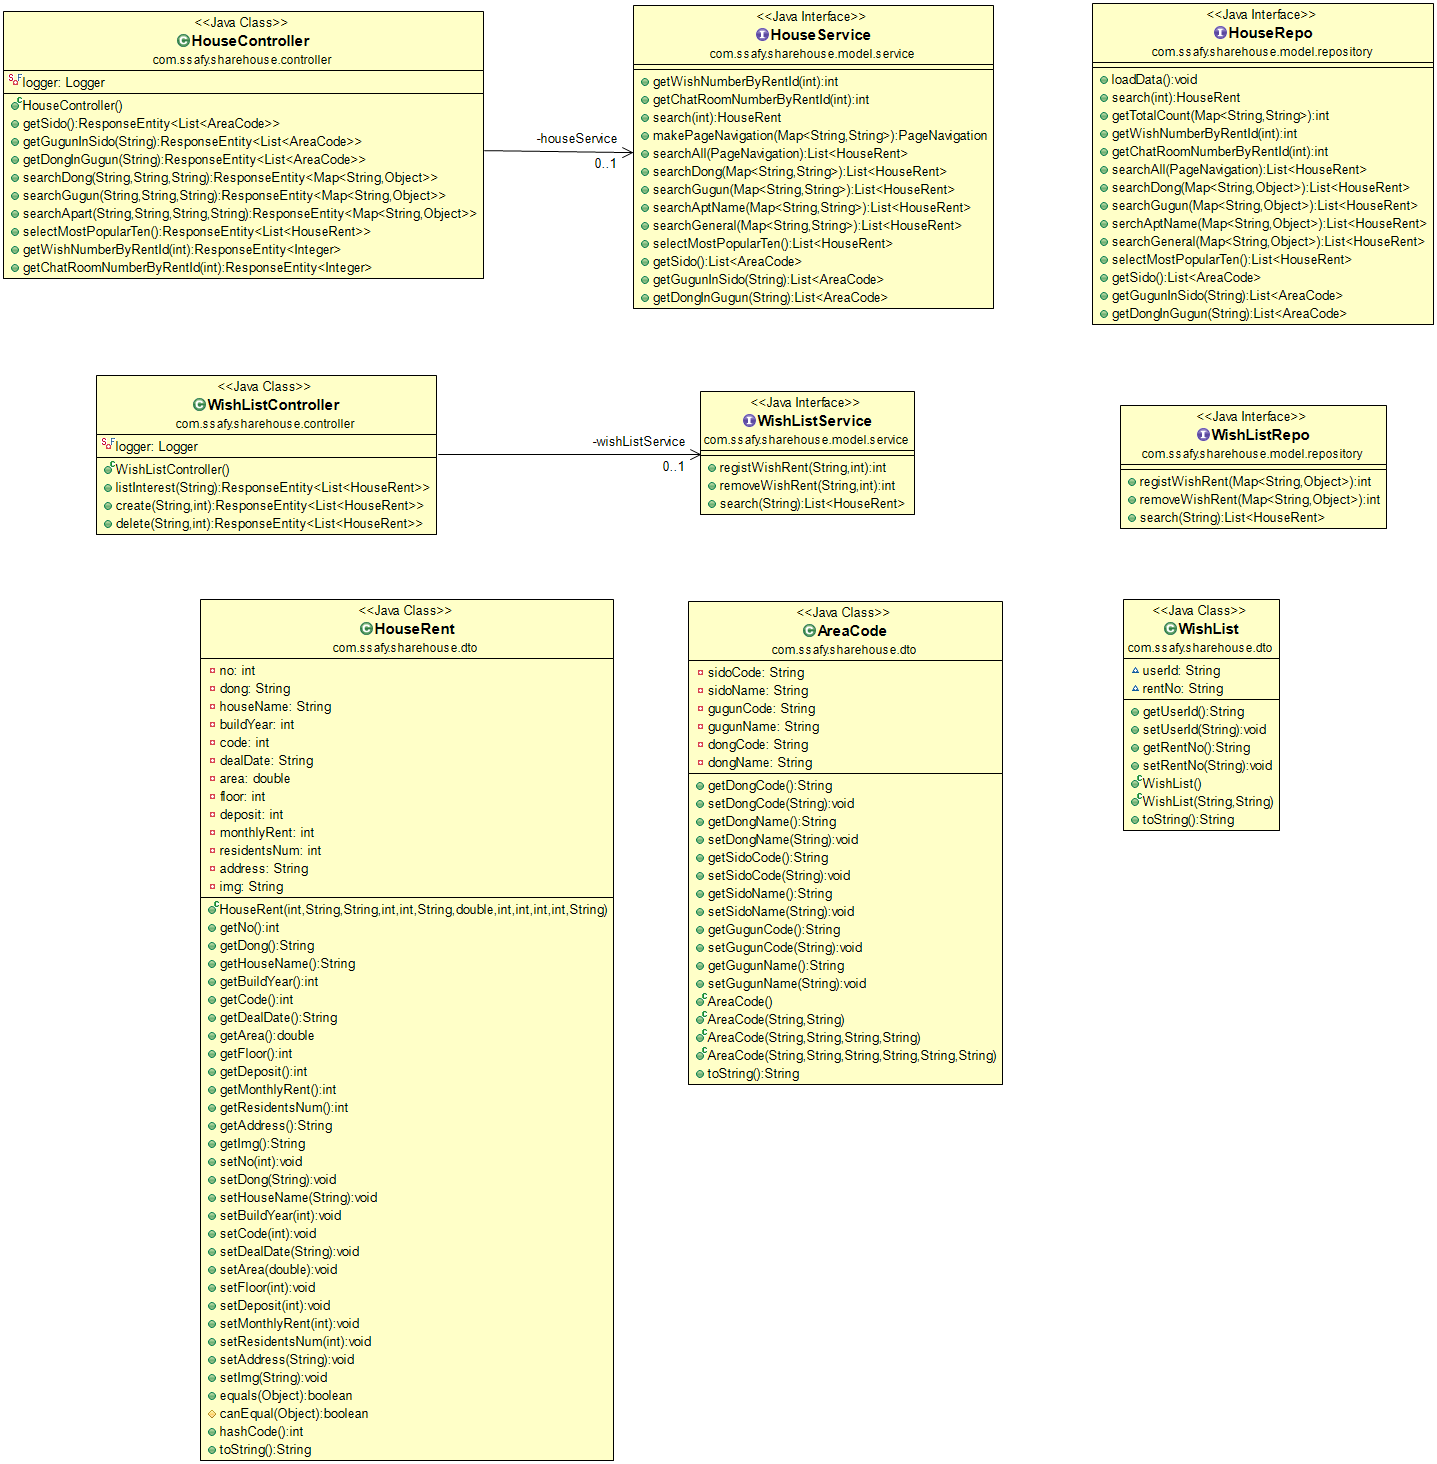 <<Java Class>>
HouseController
com.ssafy.sharehouse.controller
logger: Logger
HouseController()
getSido():ResponseEntity<List<AreaCode>>
getGugunInSido(String):ResponseEntity<List<AreaCode>>
getDongInGugun(String):ResponseEntity<List<AreaCode>>
searchDong(String,String,String):ResponseEntity<Map<String,Object>>
searchGugun(String,String,String):ResponseEntity<Map<String,Object>>
searchApart(String,String,String,String):ResponseEntity<Map<String,Object>>
selectMostPopularTen():ResponseEntity<List<HouseRent>>
getWishNumberByRentId(int):ResponseEntity<Integer>
getChatRoomNumberByRentId(int):ResponseEntity<Integer>
-houseService
0..1
<<Java Interface>>
HouseService
com.ssafy.sharehouse.model.service
getWishNumberByRentId(int):int
getChatRoomNumberByRentId(int):int
search(int):HouseRent
makePageNavigation(Map<String,String>):PageNavigation
searchAll(PageNavigation):List<HouseRent>
searchDong(Map<String,String>):List<HouseRent>
searchGugun(Map<String,String>):List<HouseRent>
searchAptName(Map<String,String>):List<HouseRent>
searchGeneral(Map<String,String>):List<HouseRent>
selectMostPopularTen():List<HouseRent>
getSido():List<AreaCode>
getGugunInSido(String):List<AreaCode>
getDongInGugun(String):List<AreaCode>
<<Java Interface>>
HouseRepo
com.ssafy.sharehouse.model.repository
loadData():void
search(int):HouseRent
getTotalCount(Map<String,String>):int
getWishNumberByRentId(int):int
getChatRoomNumberByRentId(int):int
searchAll(PageNavigation):List<HouseRent>
searchDong(Map<String,Object>):List<HouseRent>
searchGugun(Map<String,Object>):List<HouseRent>
serchAptName(Map<String,Object>):List<HouseRent>
searchGeneral(Map<String,Object>):List<HouseRent>
selectMostPopularTen():List<HouseRent>
getSido():List<AreaCode>
getGugunInSido(String):List<AreaCode>
getDongInGugun(String):List<AreaCode>
<<Java Class>>
WishListController
com.ssafy.sharehouse.controller
logger: Logger
WishListController()
listInterest(String):ResponseEntity<List<HouseRent>>
create(String,int):ResponseEntity<List<HouseRent>>
delete(String,int):ResponseEntity<List<HouseRent>>
-wishListService
0..1
<<Java Interface>>
WishListService
com.ssafy.sharehouse.model.service
registWishRent(String,int):int
removeWishRent(String,int):int
search(String):List<HouseRent>
<<Java Interface>>
WishListRepo
com.ssafy.sharehouse.model.repository
registWishRent(Map<String,Object>):int
removeWishRent(Map<String,Object>):int
search(String):List<HouseRent>
<<Java Class>>
HouseRent
com.ssafy.sharehouse.dto
no: int
dong: String
houseName: String
buildYear: int
code: int
dealDate: String
area: double
floor: int
deposit: int
monthlyRent: int
residentsNum: int
address: String
img: String
HouseRent(int,String,String,int,int,String,double,int,int,int,int,String)
getNo():int
getDong():String
getHouseName():String
getBuildYear():int
getCode():int
getDealDate():String
getArea():double
getFloor():int
getDeposit():int
getMonthlyRent():int
getResidentsNum():int
getAddress():String
getImg():String
setNo(int):void
setDong(String):void
setHouseName(String):void
setBuildYear(int):void
setCode(int):void
setDealDate(String):void
setArea(double):void
setFloor(int):void
setDeposit(int):void
setMonthlyRent(int):void
setResidentsNum(int):void
setAddress(String):void
setImg(String):void
equals(Object):boolean
canEqual(Object):boolean
hashCode():int
toString():String
<<Java Class>>
AreaCode
com.ssafy.sharehouse.dto
sidoCode: String
sidoName: String
gugunCode: String
gugunName: String
dongCode: String
dongName: String
getDongCode():String
setDongCode(String):void
getDongName():String
setDongName(String):void
getSidoCode():String
setSidoCode(String):void
getSidoName():String
setSidoName(String):void
getGugunCode():String
setGugunCode(String):void
getGugunName():String
setGugunName(String):void
AreaCode()
AreaCode(String,String)
AreaCode(String,String,String,String)
AreaCode(String,String,String,String,String,String)
toString():String
<<Java Class>>
WishList
com.ssafy.sharehouse.dto
userId: String
rentNo: String
getUserId():String
setUserId(String):void
getRentNo():String
setRentNo(String):void
WishList()
WishList(String,String)
toString():String